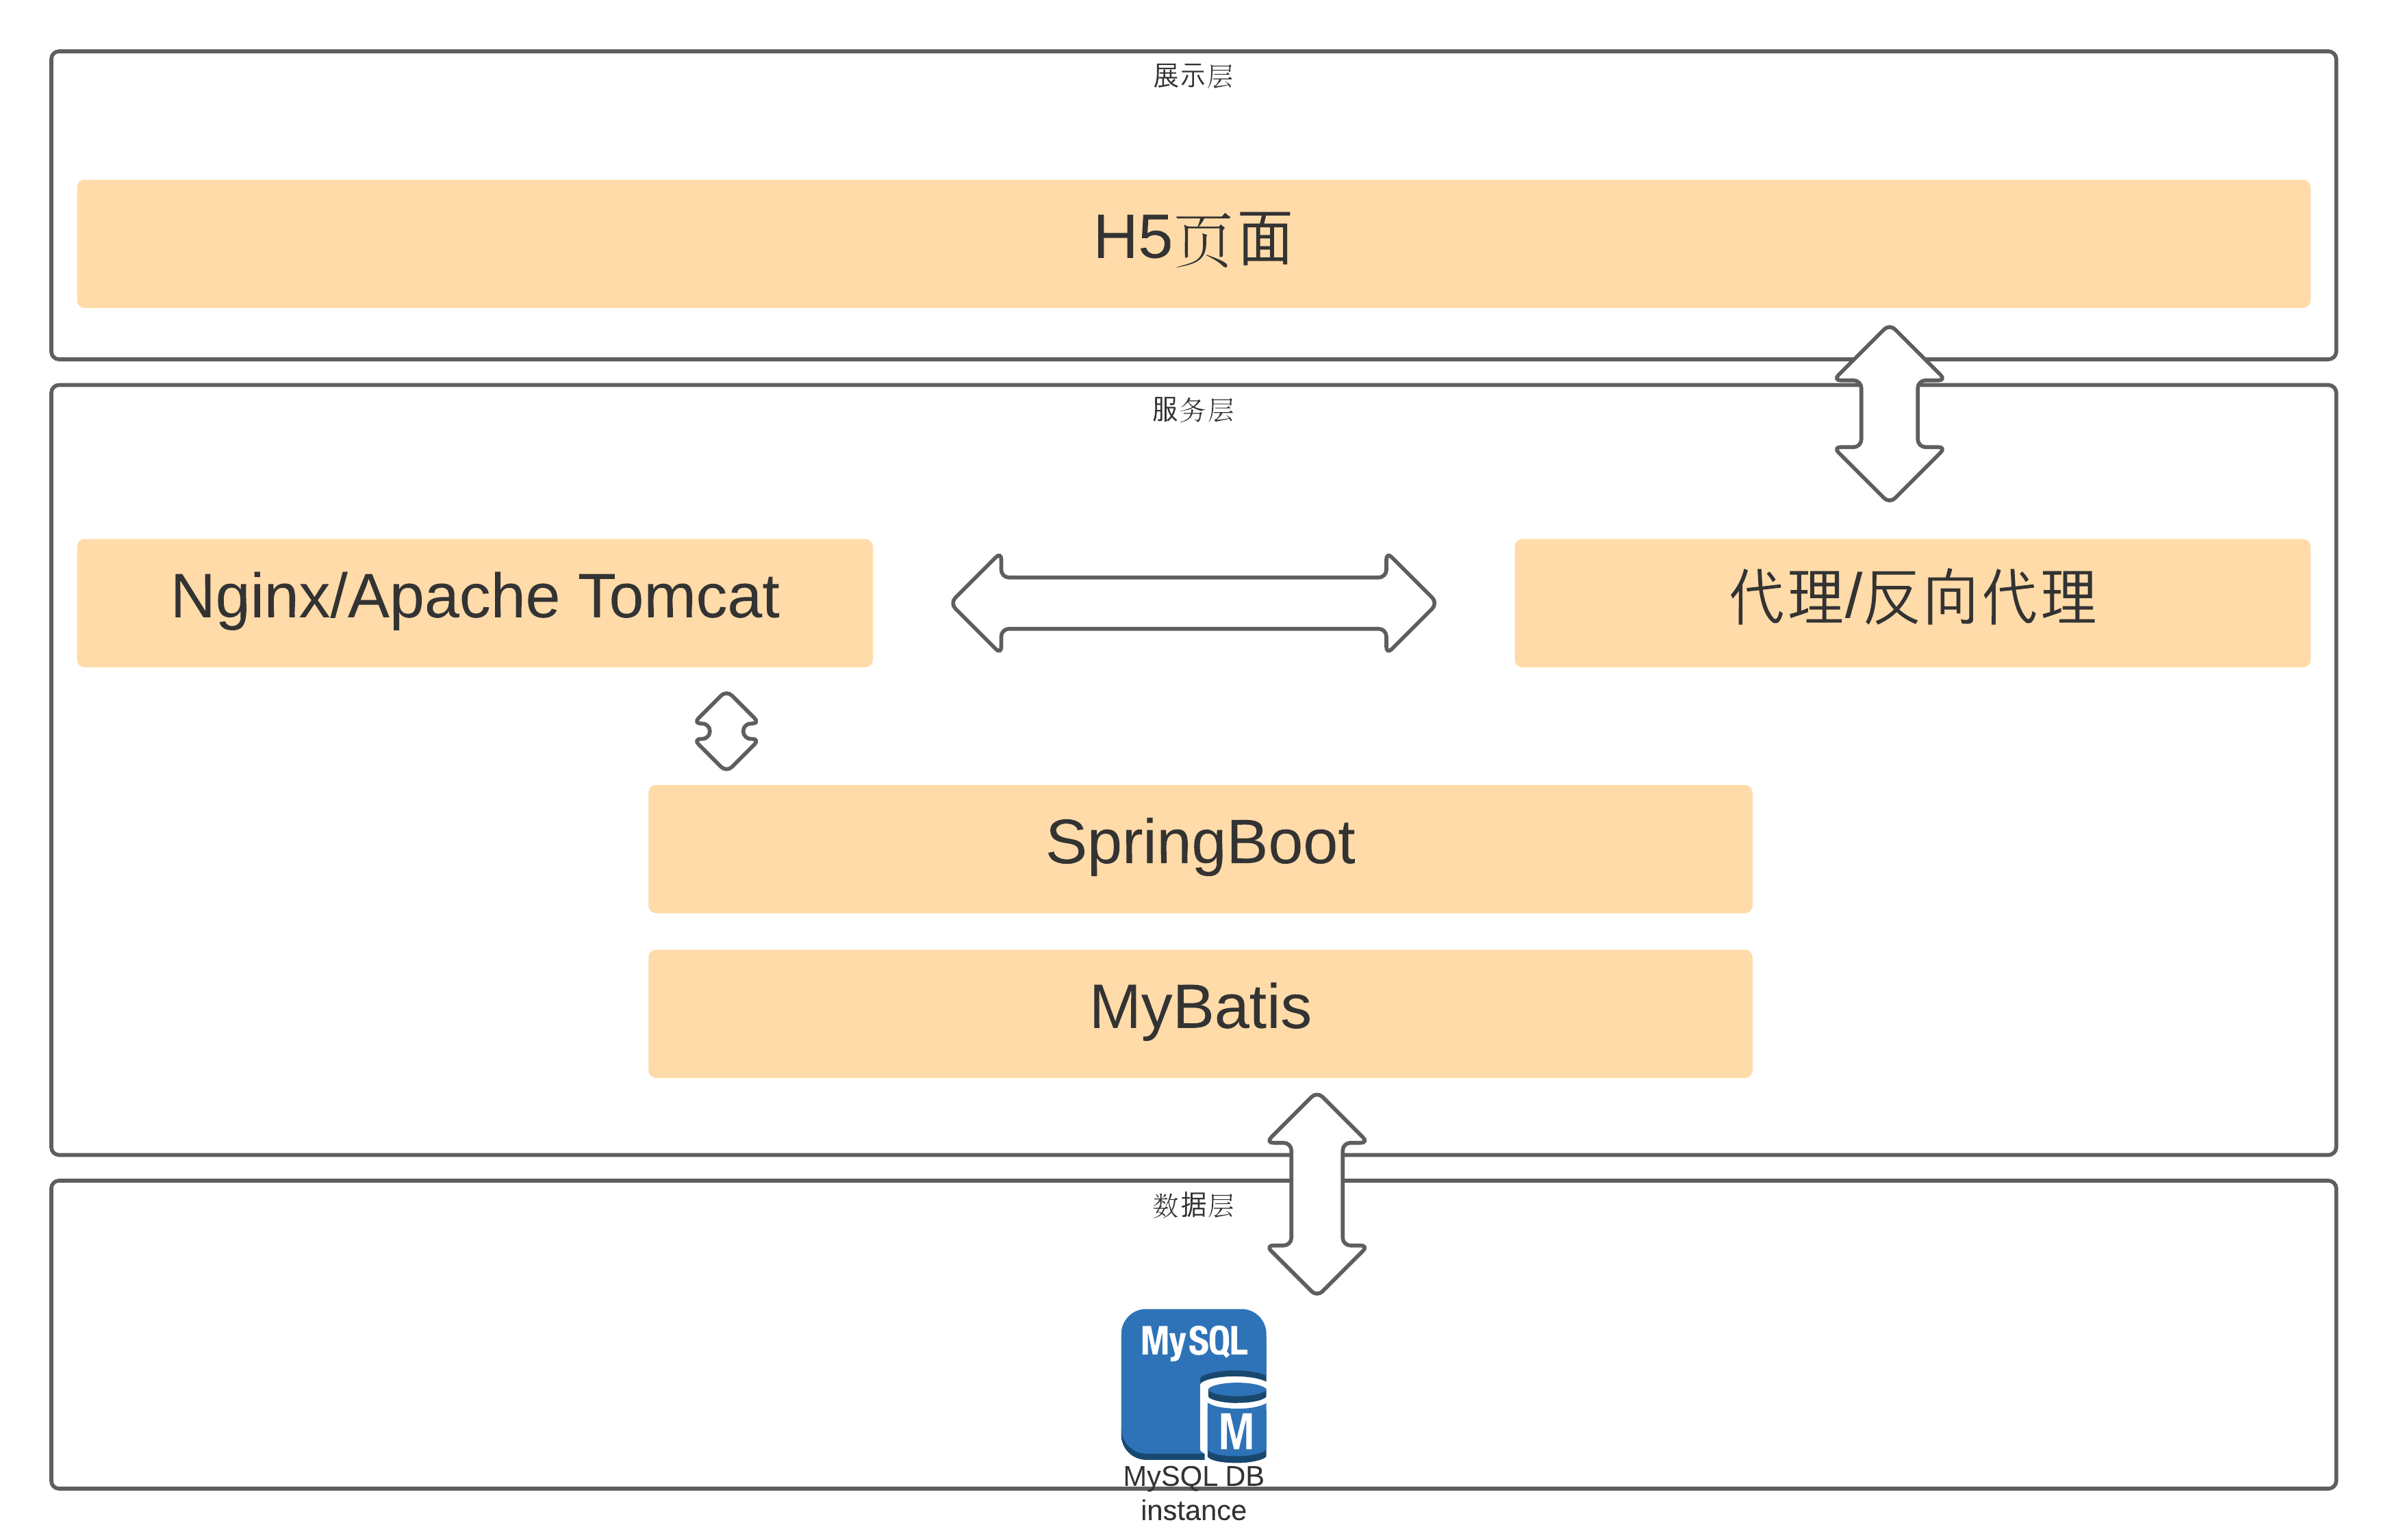 展示层
H5页面
服务层
Nginx/Apache Tomcat
代理/反向代理
SpringBoot
MyBatis
数据层
MySQL
M
MySQL DB
instance